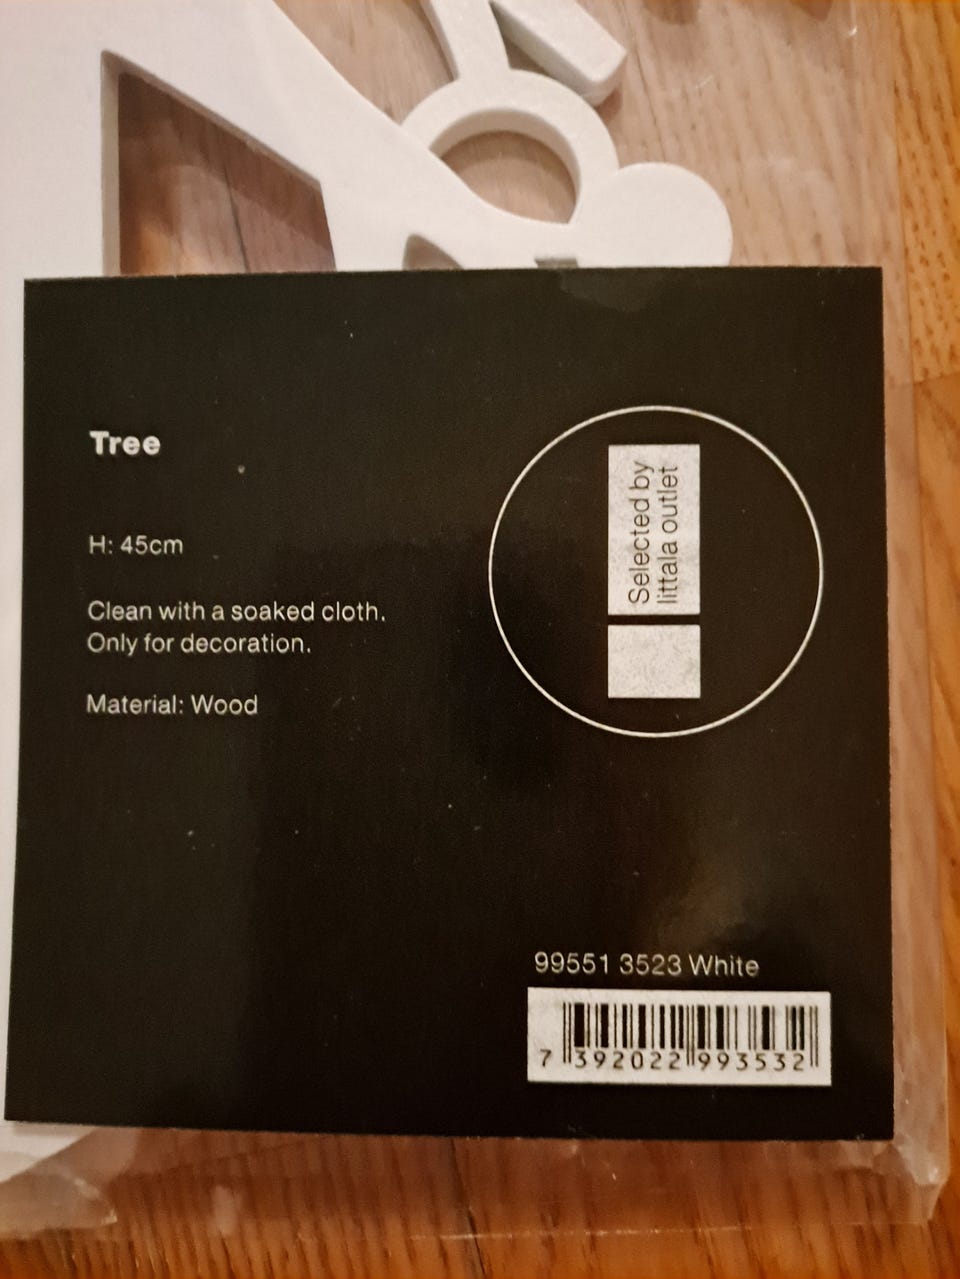 Tree
H: 45cm
Clean with a soaked cloth.
Only for decoration.
Material: Wood
Selected by
Iittala outlet
99551 3523 White
7 392022 993532